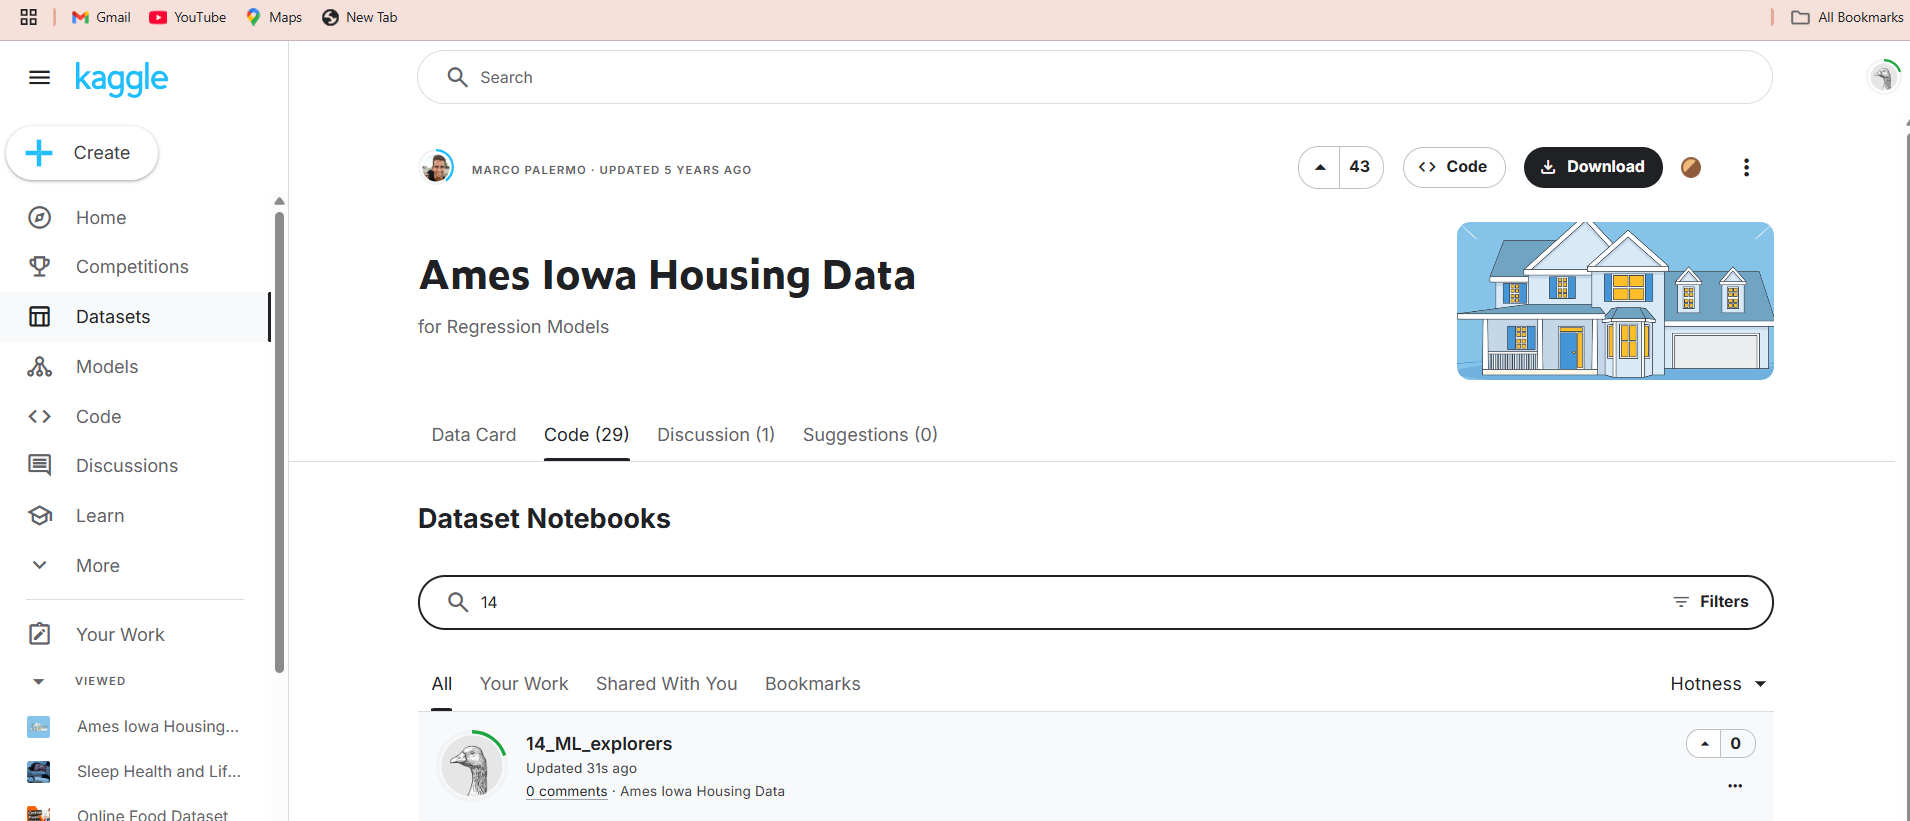 Gmail YouTube Maps New Tab All Bookmarks
kaggle
Search
Create
Home
Competitions
Datasets
Models
Code
Discussions
Learn
More
Your Work
VIEWED
Ames Iowa Housing...
Sleep Health and Lif...
Online Food Dataset
MARCO PALERMO · UPDATED 5 YEARS AGO
43 Code Download
Ames Iowa Housing Data
for Regression Models
Data Card Code (29) Discussion (1) Suggestions (0)
Dataset Notebooks
14 Filters
All Your Work Shared With You Bookmarks Hotness
14_ML_explorers 0
Updated 31s ago
0 comments · Ames Iowa Housing Data